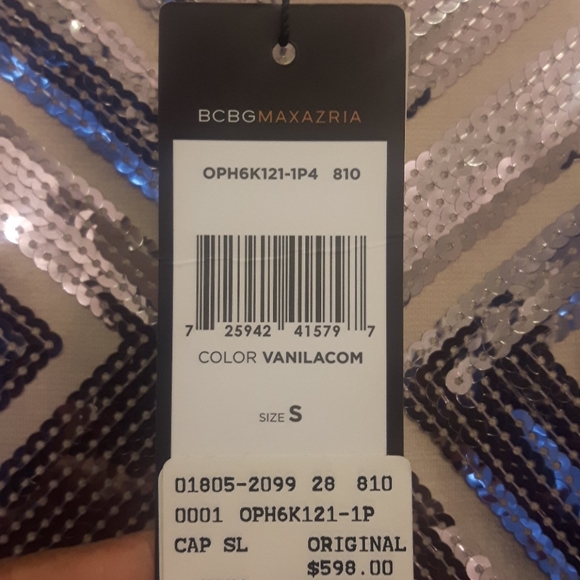 BCBGMAXAZRIA
OPH6K121-1P4 810
7 25942 41579 7
COLOR VANILACOM
SIZE S
01805-2099 28 810
0001 OPH6K121-1P
CAP SL ORIGINAL
$598.00